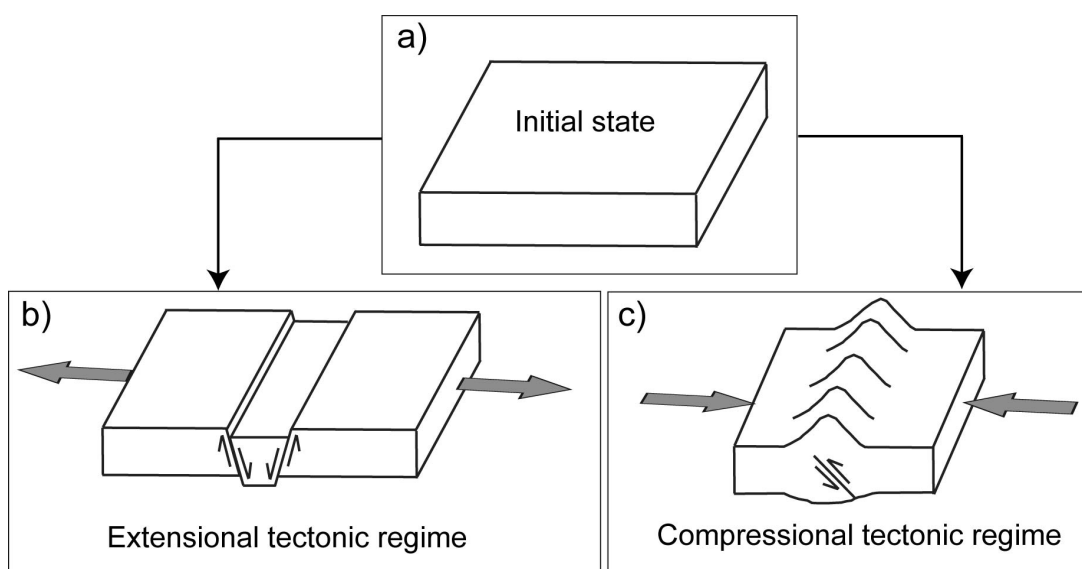 a)
Initial state
b)
Extensional tectonic regime
c)
Compressional tectonic regime